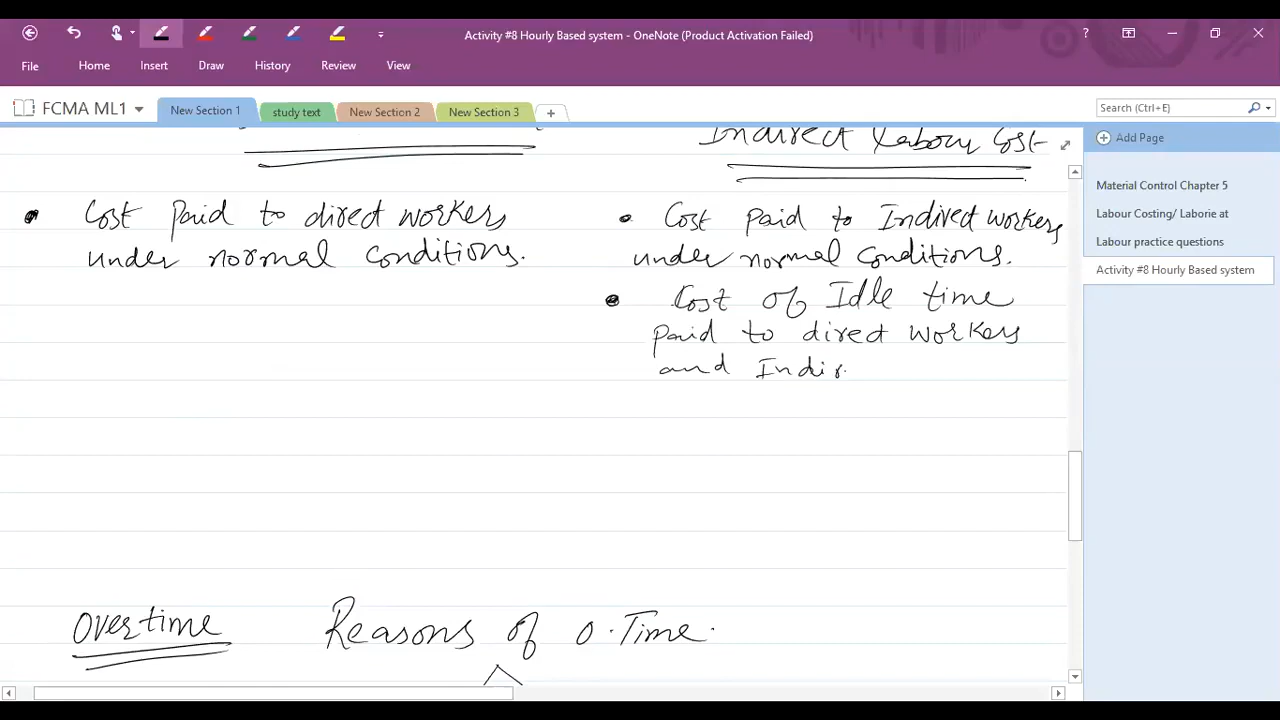 Activity #8 Hourly Based system - OneNote (Product Activation Failed)
File Home Insert Draw History Review View
FCMA ML1 New Section 1 study text New Section 2 New Section 3
Search (Ctrl+E)
Add Page
Material Control Chapter 5
Labour Costing/ Laborie at
Labour practice questions
Activity #8 Hourly Based system
Indirect Labour Cost
• Cost Paid to direct workers
under normal conditions.
• Cost Paid to Indirect workers
under normal conditions.
• Cost of Idle time
paid to direct workers
and Indir
Overtime Reasons of O.Time.